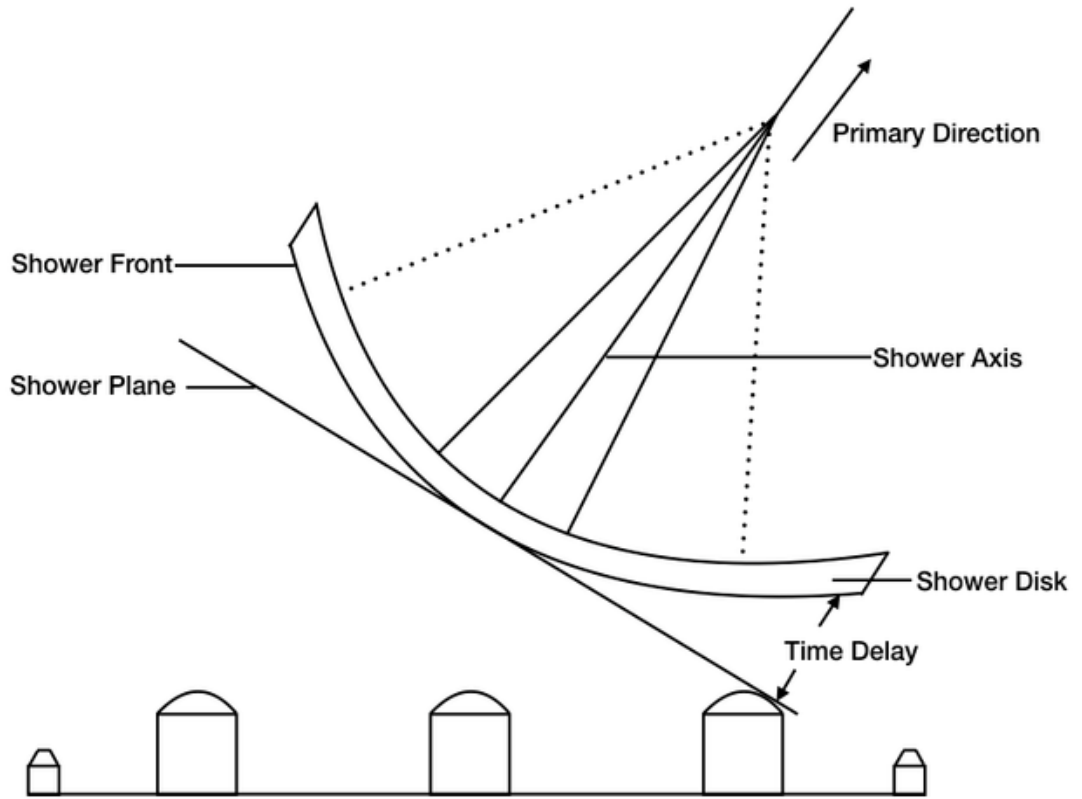 Primary Direction
Shower Front
Shower Axis
Shower Plane
Shower Disk
Time Delay